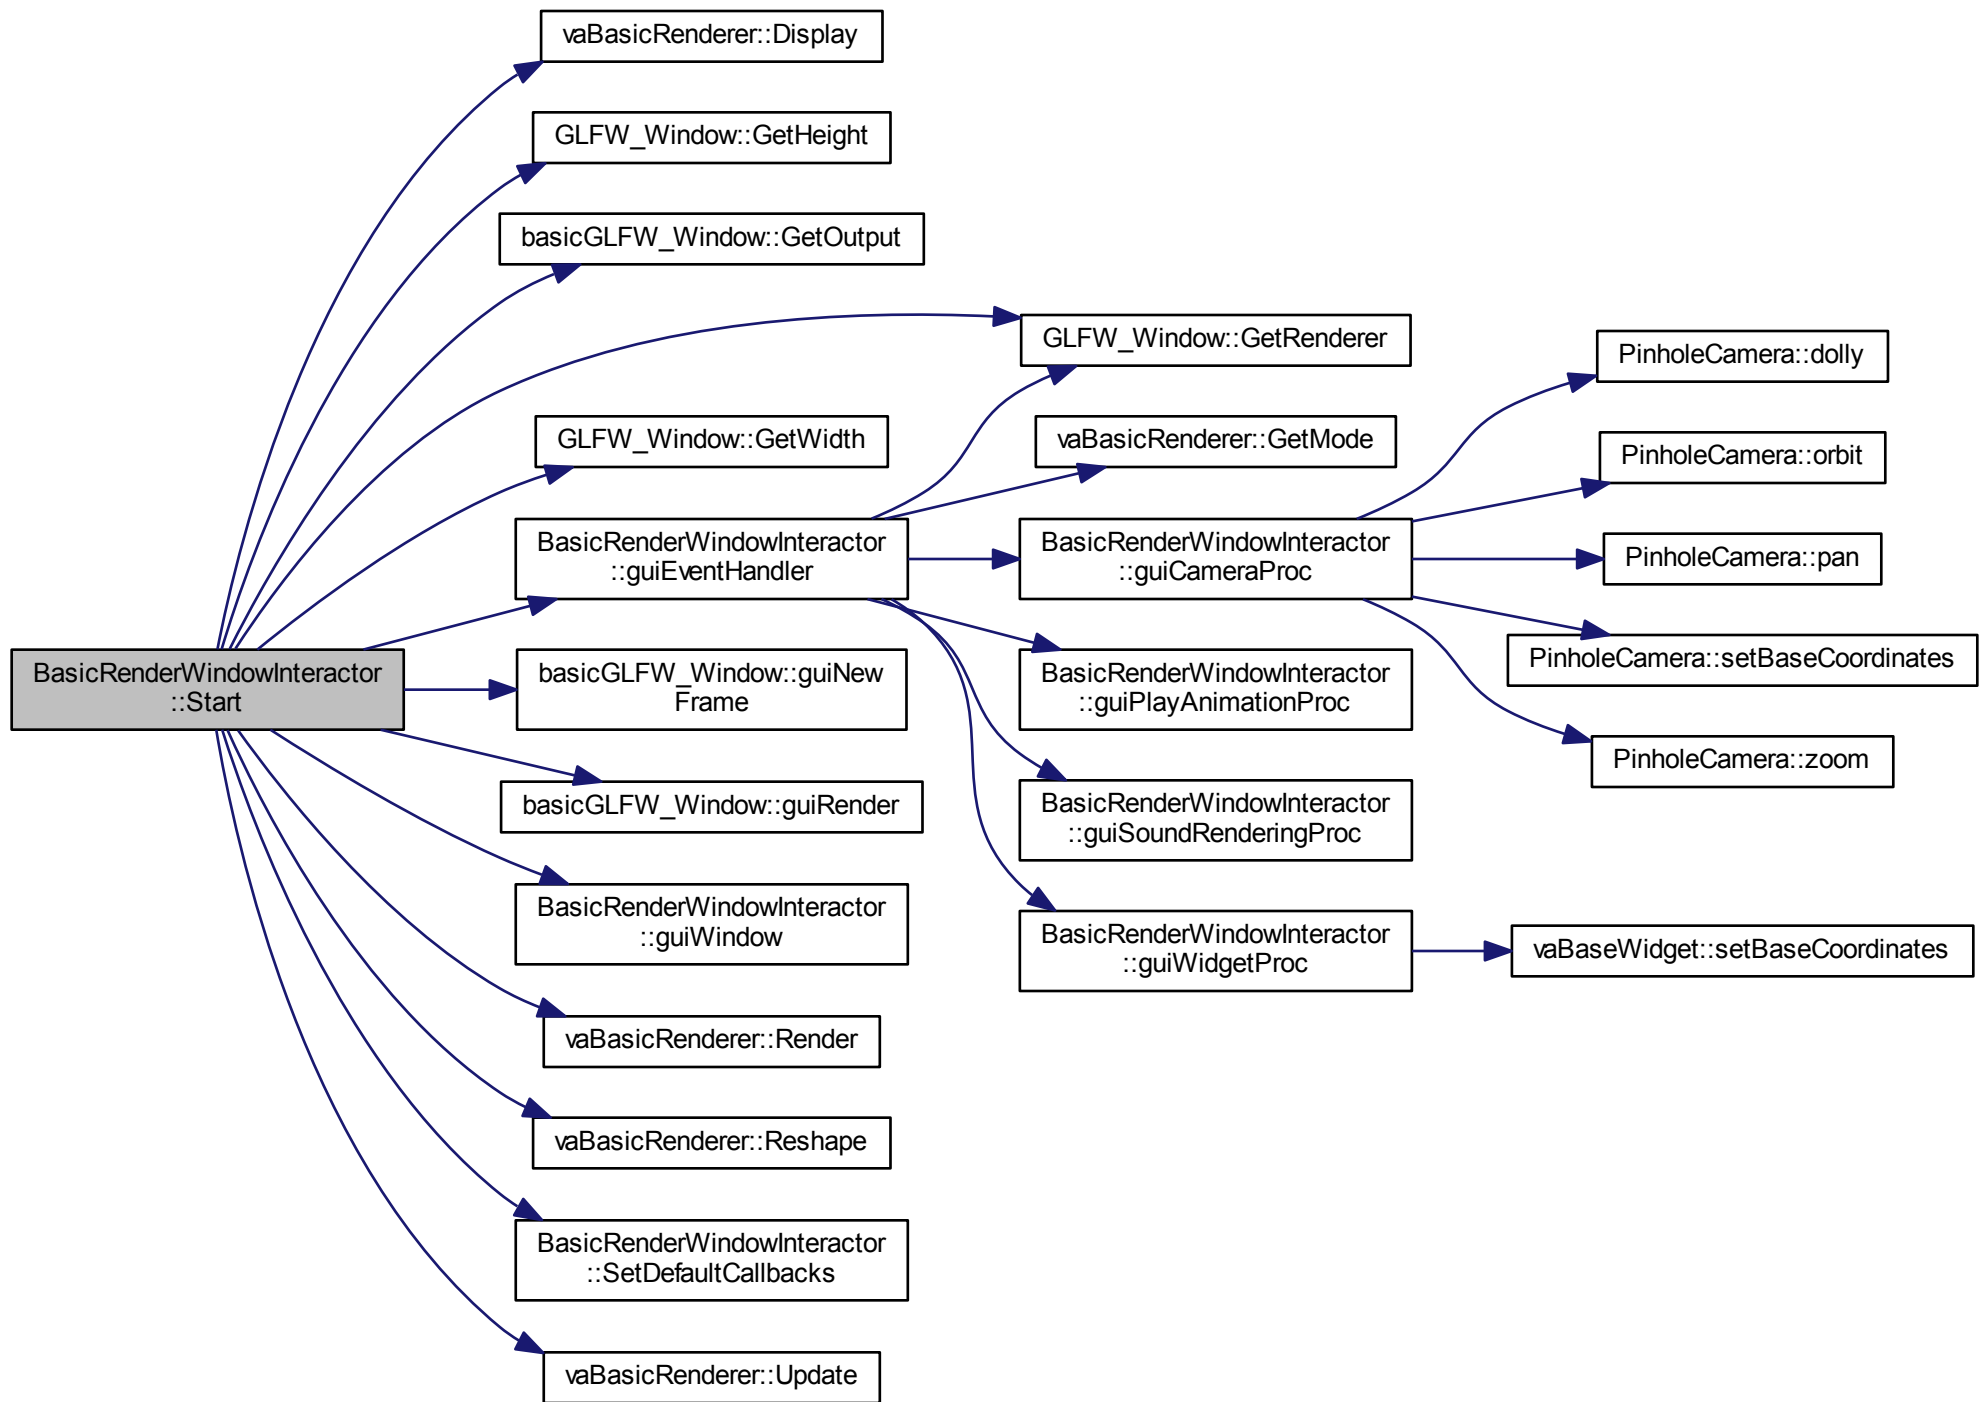 vaBasicRenderer::Display
GLFW_Window::GetHeight
basicGLFW_Window::GetOutput
GLFW_Window::GetRenderer
PinholeCamera::dolly
GLFW_Window::GetWidth
vaBasicRenderer::GetMode
PinholeCamera::orbit
BasicRenderWindowInteractor
::guiEventHandler
BasicRenderWindowInteractor
::guiCameraProc
PinholeCamera::pan
BasicRenderWindowInteractor
::Start
basicGLFW_Window::guiNew
Frame
BasicRenderWindowInteractor
::guiPlayAnimationProc
PinholeCamera::setBaseCoordinates
PinholeCamera::zoom
basicGLFW_Window::guiRender
BasicRenderWindowInteractor
::guiSoundRenderingProc
BasicRenderWindowInteractor
::guiWindow
BasicRenderWindowInteractor
::guiWidgetProc
vaBaseWidget::setBaseCoordinates
vaBasicRenderer::Render
vaBasicRenderer::Reshape
BasicRenderWindowInteractor
::SetDefaultCallbacks
vaBasicRenderer::Update